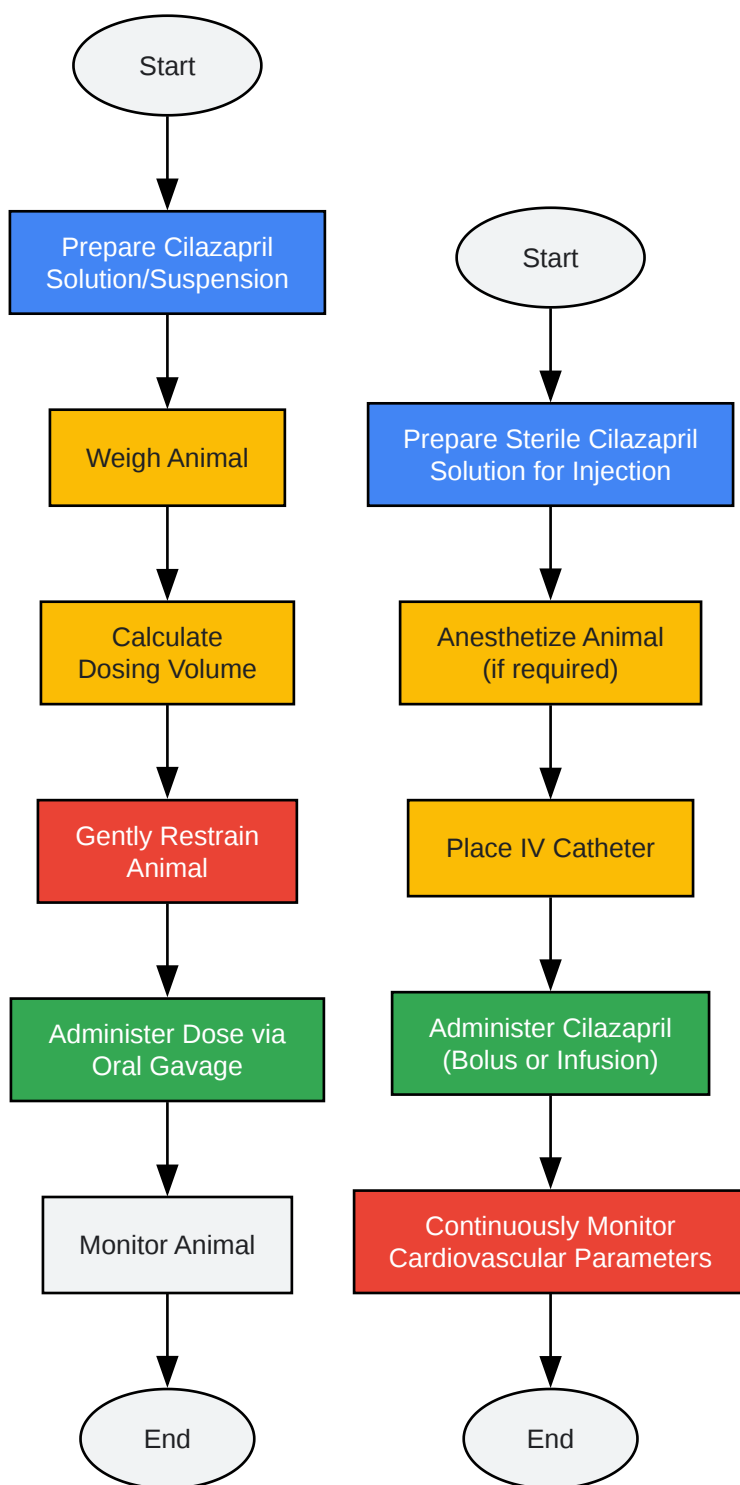 Start
Prepare Cilazapril
Solution/Suspension
Weigh Animal
Calculate
Dosing Volume
Gently Restrain
Animal
Administer Dose via
Oral Gavage
Monitor Animal
End
Start
Prepare Sterile Cilazapril
Solution for Injection
Anesthetize Animal
(if required)
Place IV Catheter
Administer Cilazapril
(Bolus or Infusion)
Continuously Monitor
Cardiovascular Parameters
End